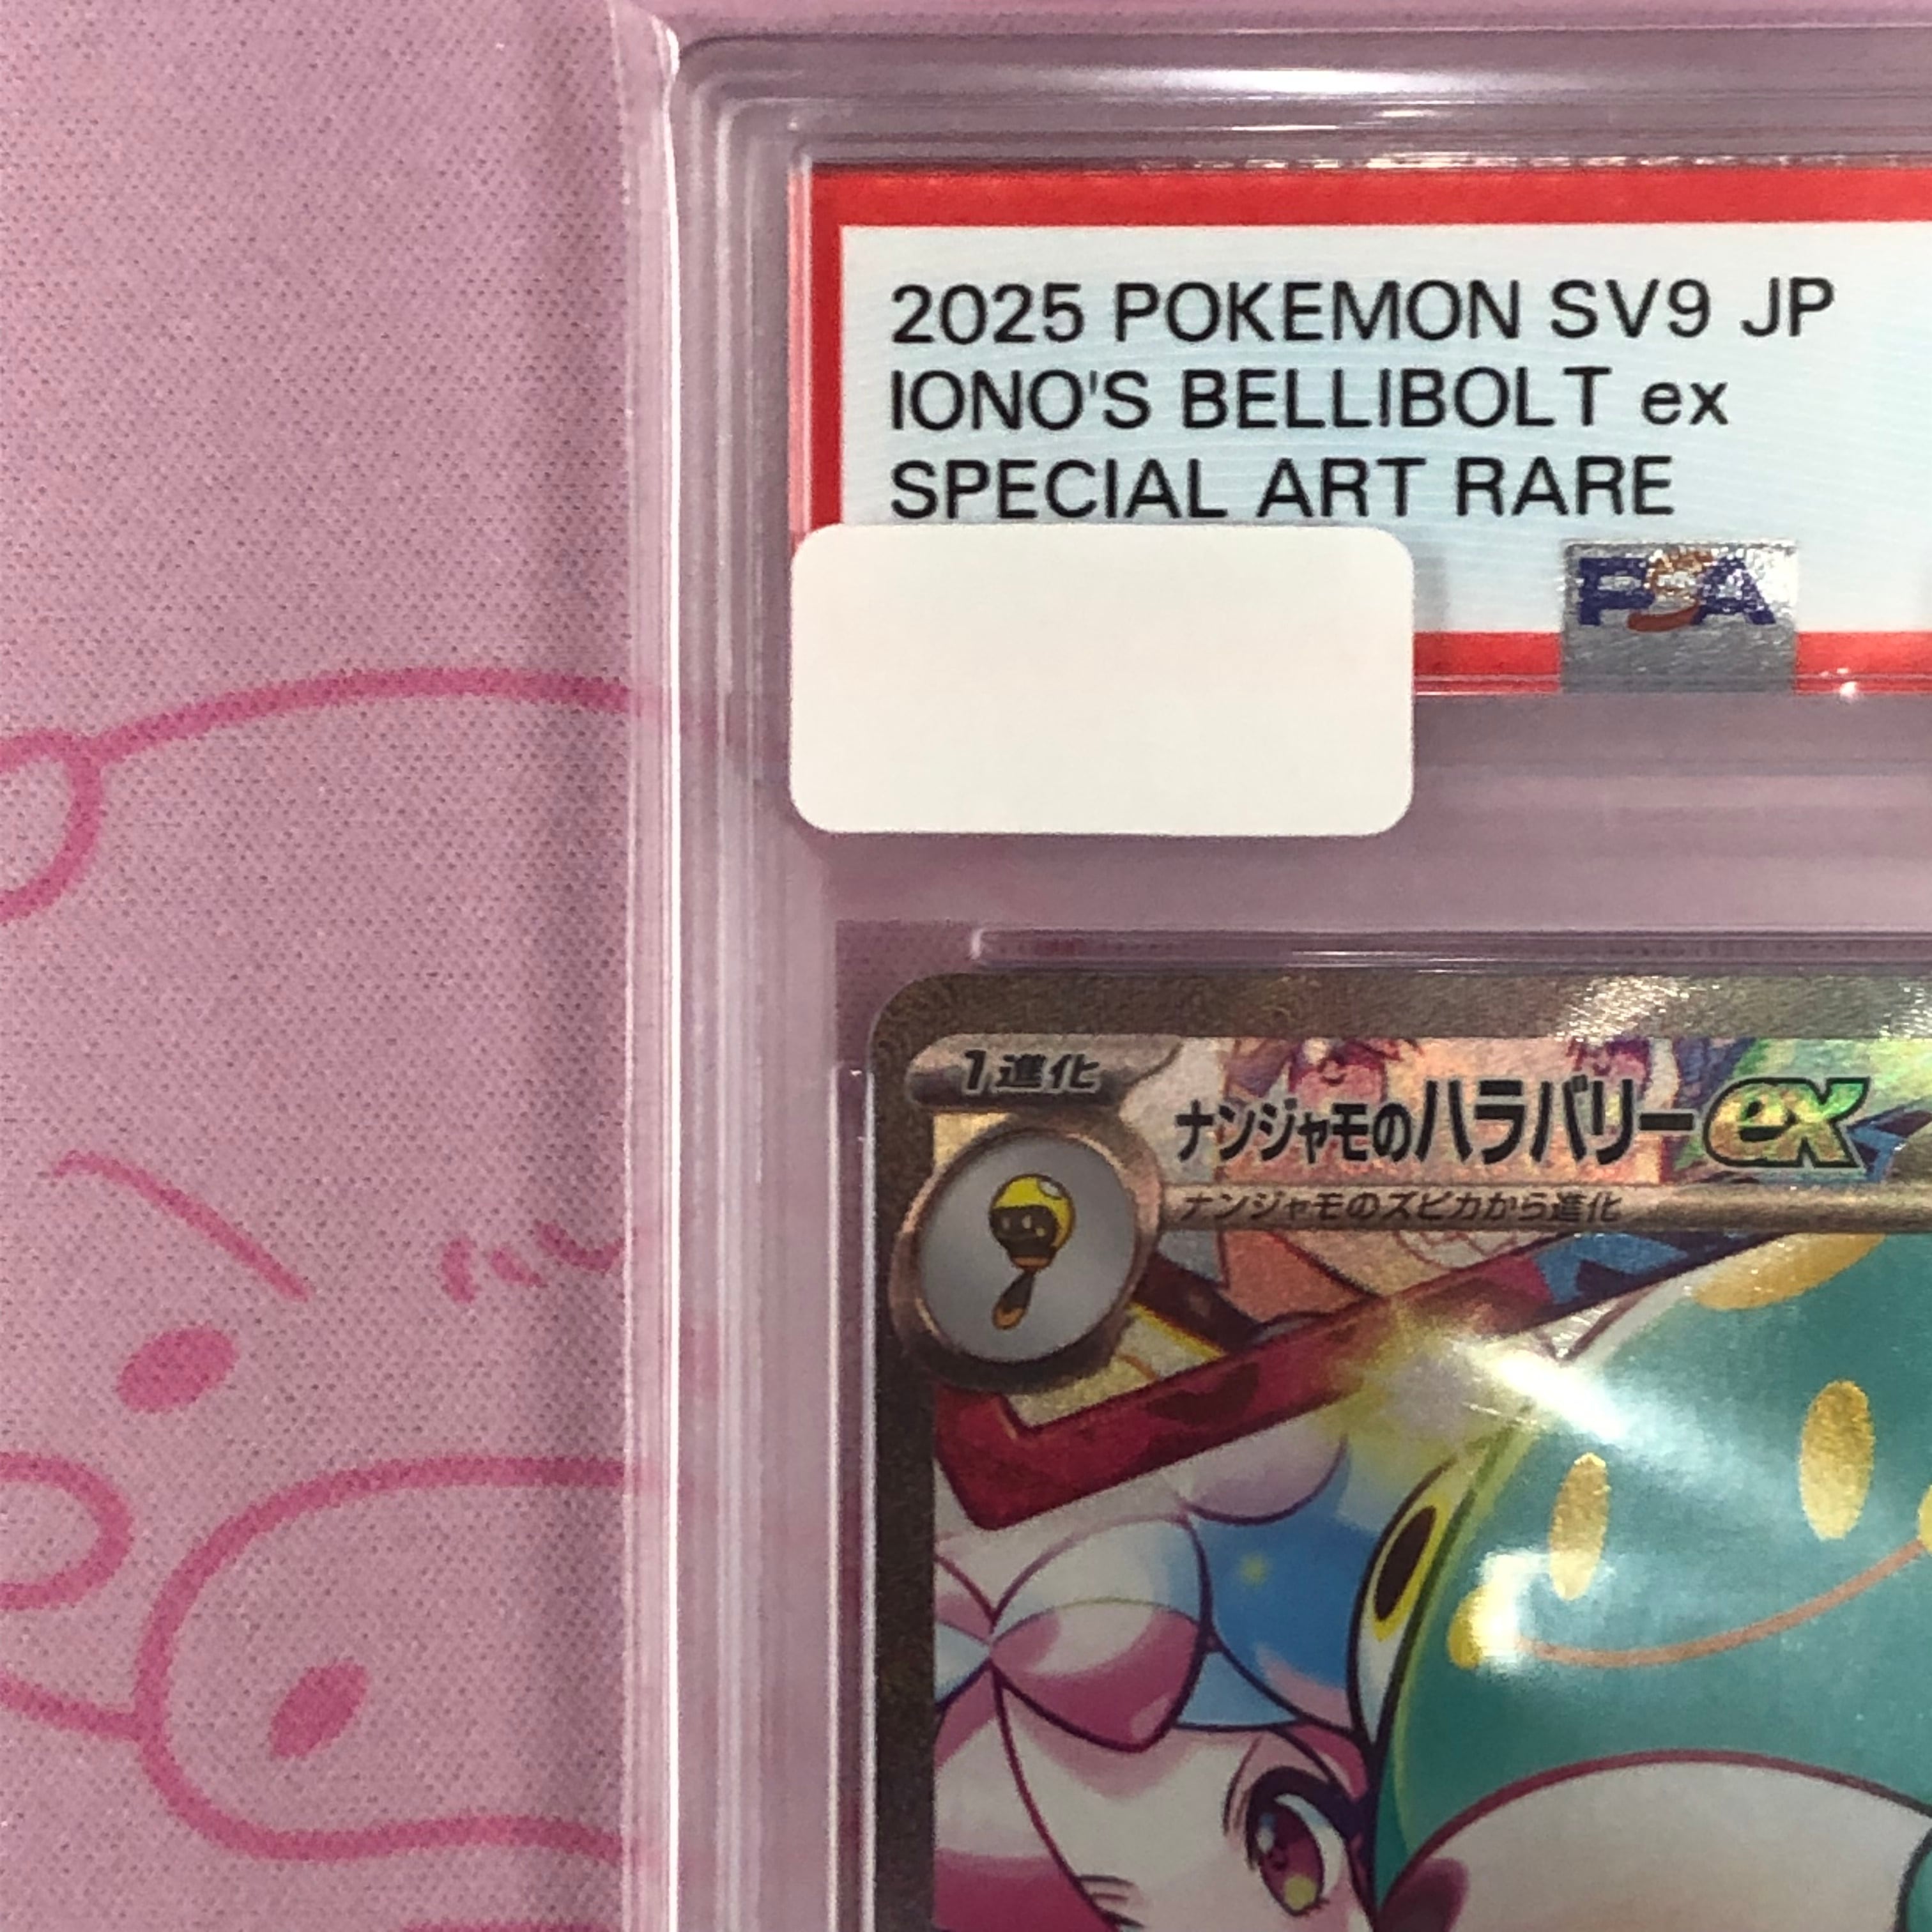 2025 POKEMON SV9 JP
IONO'S BELLIBOLT ex
SPECIAL ART RARE
PSA
1進化
ナンジャモのハラバリーex
ナンジャモのズピカから進化